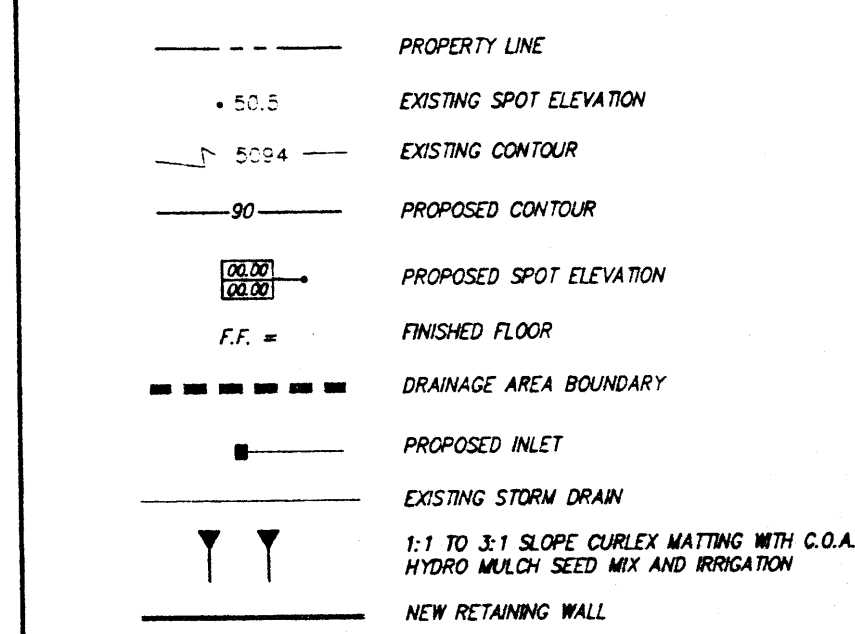 PROPERTY LINE
• 50.5 EXISTING SPOT ELEVATION
5094 EXISTING CONTOUR
90 PROPOSED CONTOUR
00.00
00.00
PROPOSED SPOT ELEVATION
F.F. = FINISHED FLOOR
DRAINAGE AREA BOUNDARY
PROPOSED INLET
EXISTING STORM DRAIN
1:1 TO 3:1 SLOPE CURLEX MATTING WITH C.O.A.
HYDRO MULCH SEED MIX AND IRRIGATION
NEW RETAINING WALL